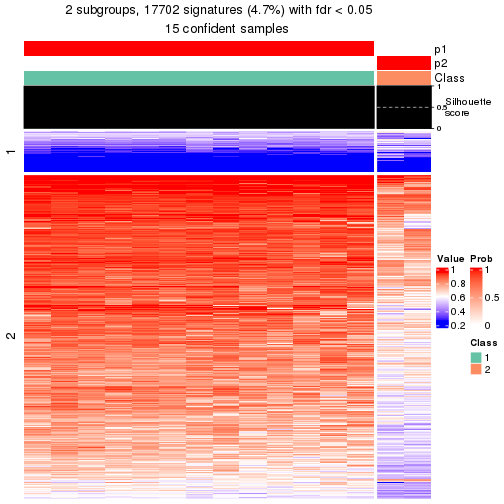 2 subgroups, 17702 signatures (4.7%) with fdr < 0.05
15 confident samples
p1
p2
Class
1
0.5
0
Silhouette
score
1
2
Value
1
0.8
0.6
0.4
0.2
Prob
1
0.5
0
Class
1
2